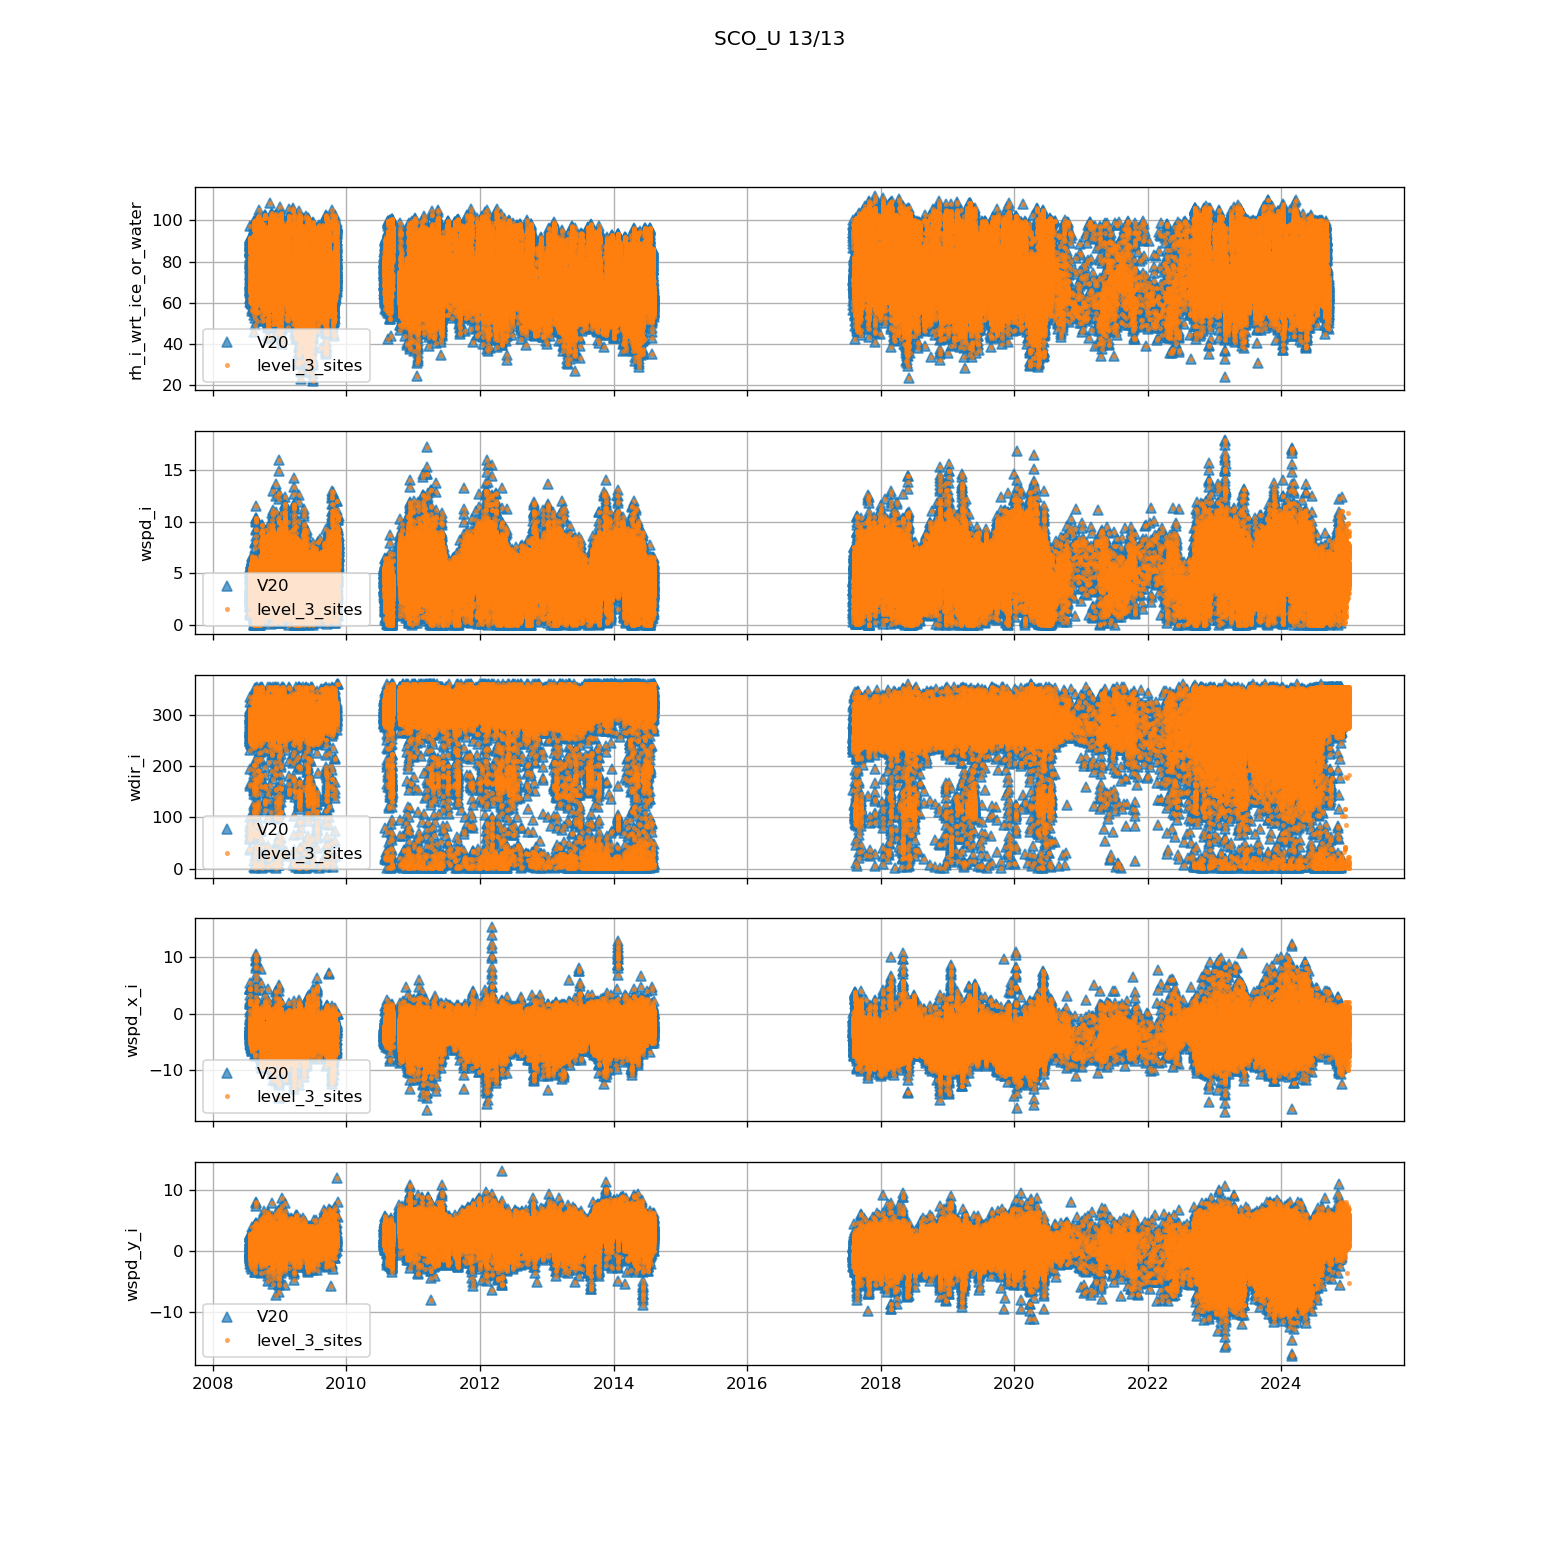 SCO_U 13/13
rh_i_wrt_ice_or_water
100
80
60
40
20
V20
level_3_sites
wspd_i
15
10
5
0
V20
level_3_sites
wdir_i
300
200
100
0
V20
level_3_sites
wspd_x_i
10
0
−10
V20
level_3_sites
wspd_y_i
10
0
−10
V20
level_3_sites
2008 2010 2012 2014 2016 2018 2020 2022 2024